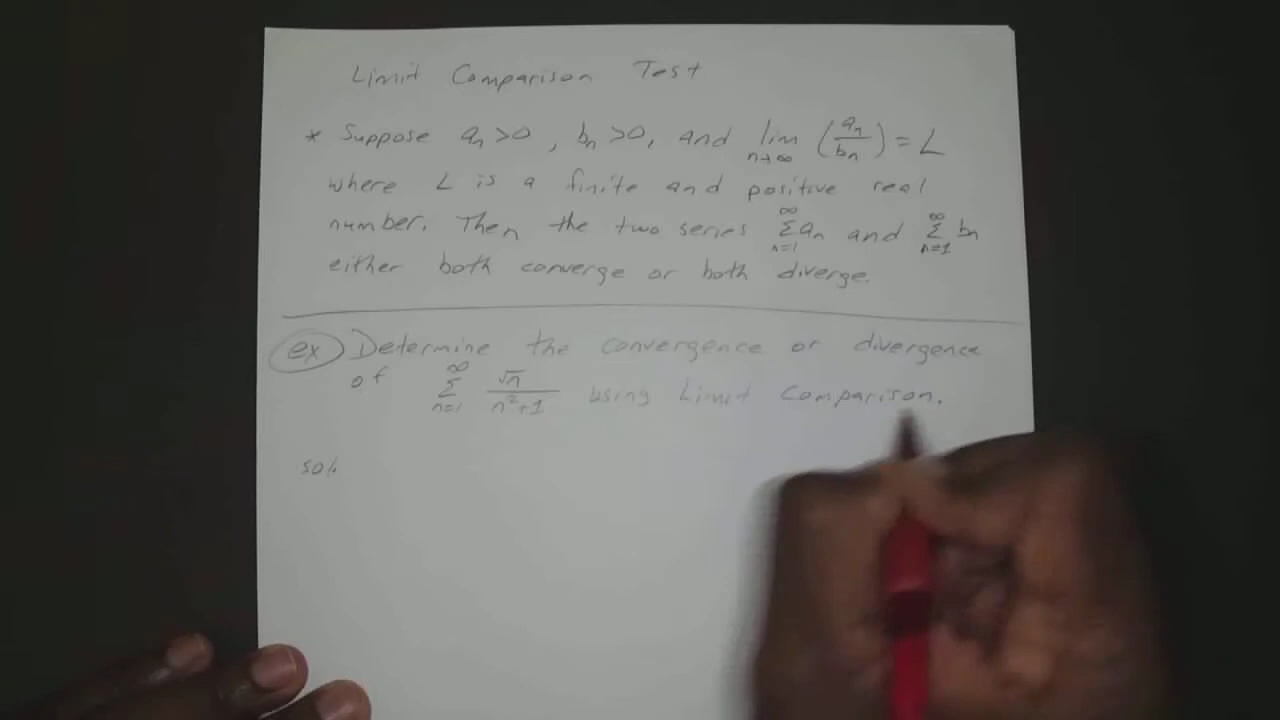 Limit Comparison Test
* Suppose aₙ>0, bₙ>0, and lim n→∞ (aₙ/bₙ) = L
where L is a finite and positive real
number. Then the two series ∞ Σ n=1 aₙ and ∞ Σ n=1 bₙ
either both converge or both diverge.
ex Determine the convergence or divergence
of ∞ Σ n=1 √n/(n²+1) using Limit Comparison.
sol.